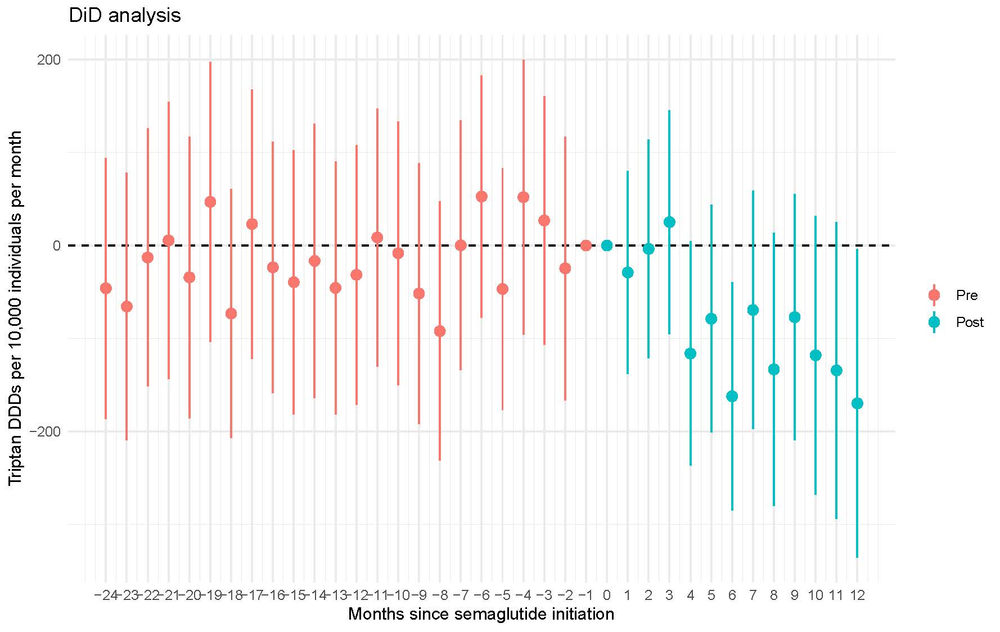 DiD analysis
Triptan DDDs per 10,000 individuals per month
200
0
−200
−24 −23 −22 −21 −20 −19 −18 −17 −16 −15 −14 −13 −12 −11 −10 −9 −8 −7 −6 −5 −4 −3 −2 −1 0 1 2 3 4 5 6 7 8 9 10 11 12
Months since semaglutide initiation
Pre
Post